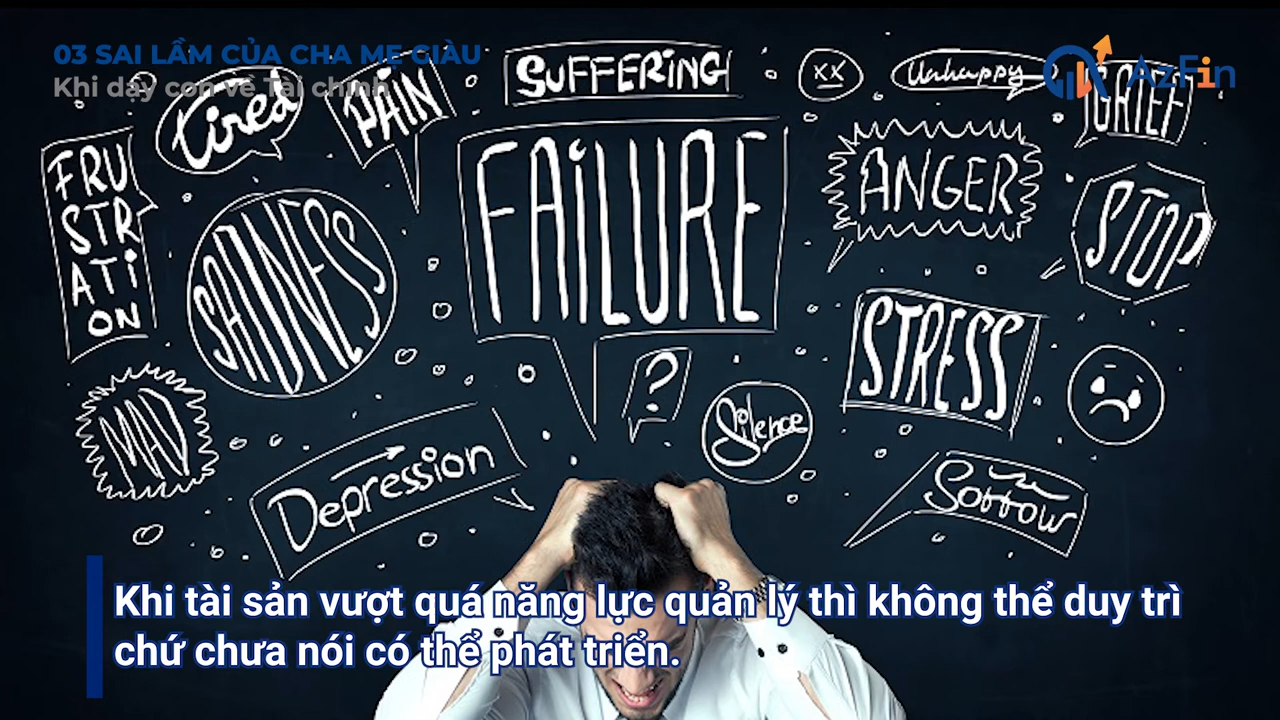 03 SAI LẦM CỦA CHA MẸ GIÀU
Khi dạy con về Tài chính
AzFin
SUFFERING
XX
Unhappy
GRIEF
Tired
PAIN
FAILURE
ANGER
STOP
FRU
STR
ATi
ON
SADNESS
STRESS
?
Silence
MAD
Depression
Sorrow
Khi tài sản vượt quá năng lực quản lý thì không thể duy trì
chứ chưa nói có thể phát triển.